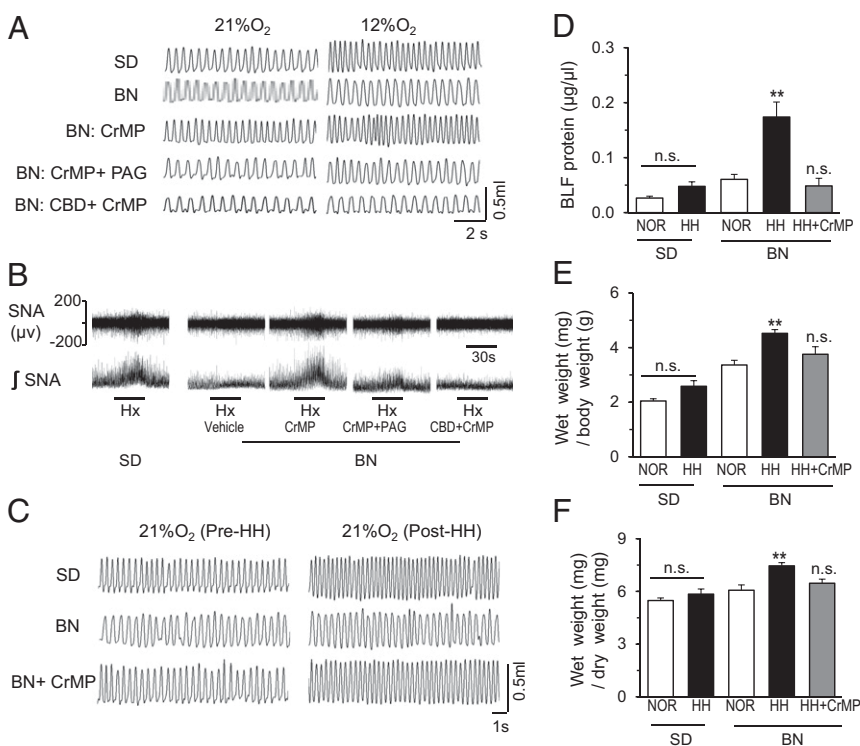 A
21%O₂ 12%O₂
SD
BN
BN: CrMP
BN: CrMP+ PAG
BN: CBD+ CrMP
0.5ml
2 s
B
SNA
(µv)
200
-200
30s
∫ SNA
Hx Hx Hx Hx Hx
Vehicle CrMP CrMP+PAG CBD+CrMP
SD BN
C
21%O₂ (Pre-HH) 21%O₂ (Post-HH)
SD
BN
BN+ CrMP
0.5ml
1s
D
BLF protein (µg/µl)
0.3
0.2
0.1
0.0
n.s. ** n.s.
NOR HH NOR HH HH+CrMP
SD BN
E
Wet weight (mg)
/ body weight (g)
6
4
2
0
n.s. ** n.s.
NOR HH NOR HH HH+CrMP
SD BN
F
Wet weight (mg)
/ dry weight (mg)
9
6
3
0
n.s. ** n.s.
NOR HH NOR HH HH+CrMP
SD BN